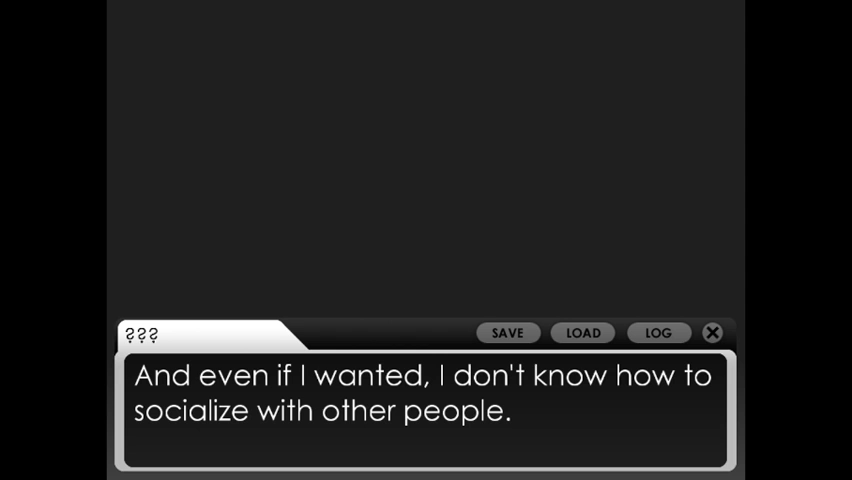 ???
SAVE LOAD LOG
And even if I wanted, I don't know how to
socialize with other people.